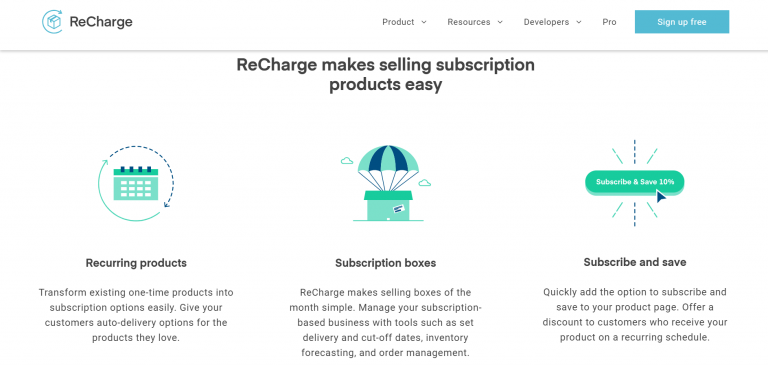 ReCharge
Product
Resources
Developers
Pro
Sign up free
ReCharge makes selling subscription
products easy
Subscribe & Save 10%
Recurring products
Transform existing one-time products into
subscription options easily. Give your
customers auto-delivery options for the
products they love.
Subscription boxes
ReCharge makes selling boxes of the
month simple. Manage your subscription-
based business with tools such as set
delivery and cut-off dates, inventory
forecasting, and order management.
Subscribe and save
Quickly add the option to subscribe and
save to your product page. Offer a
discount to customers who receive your
product on a recurring schedule.